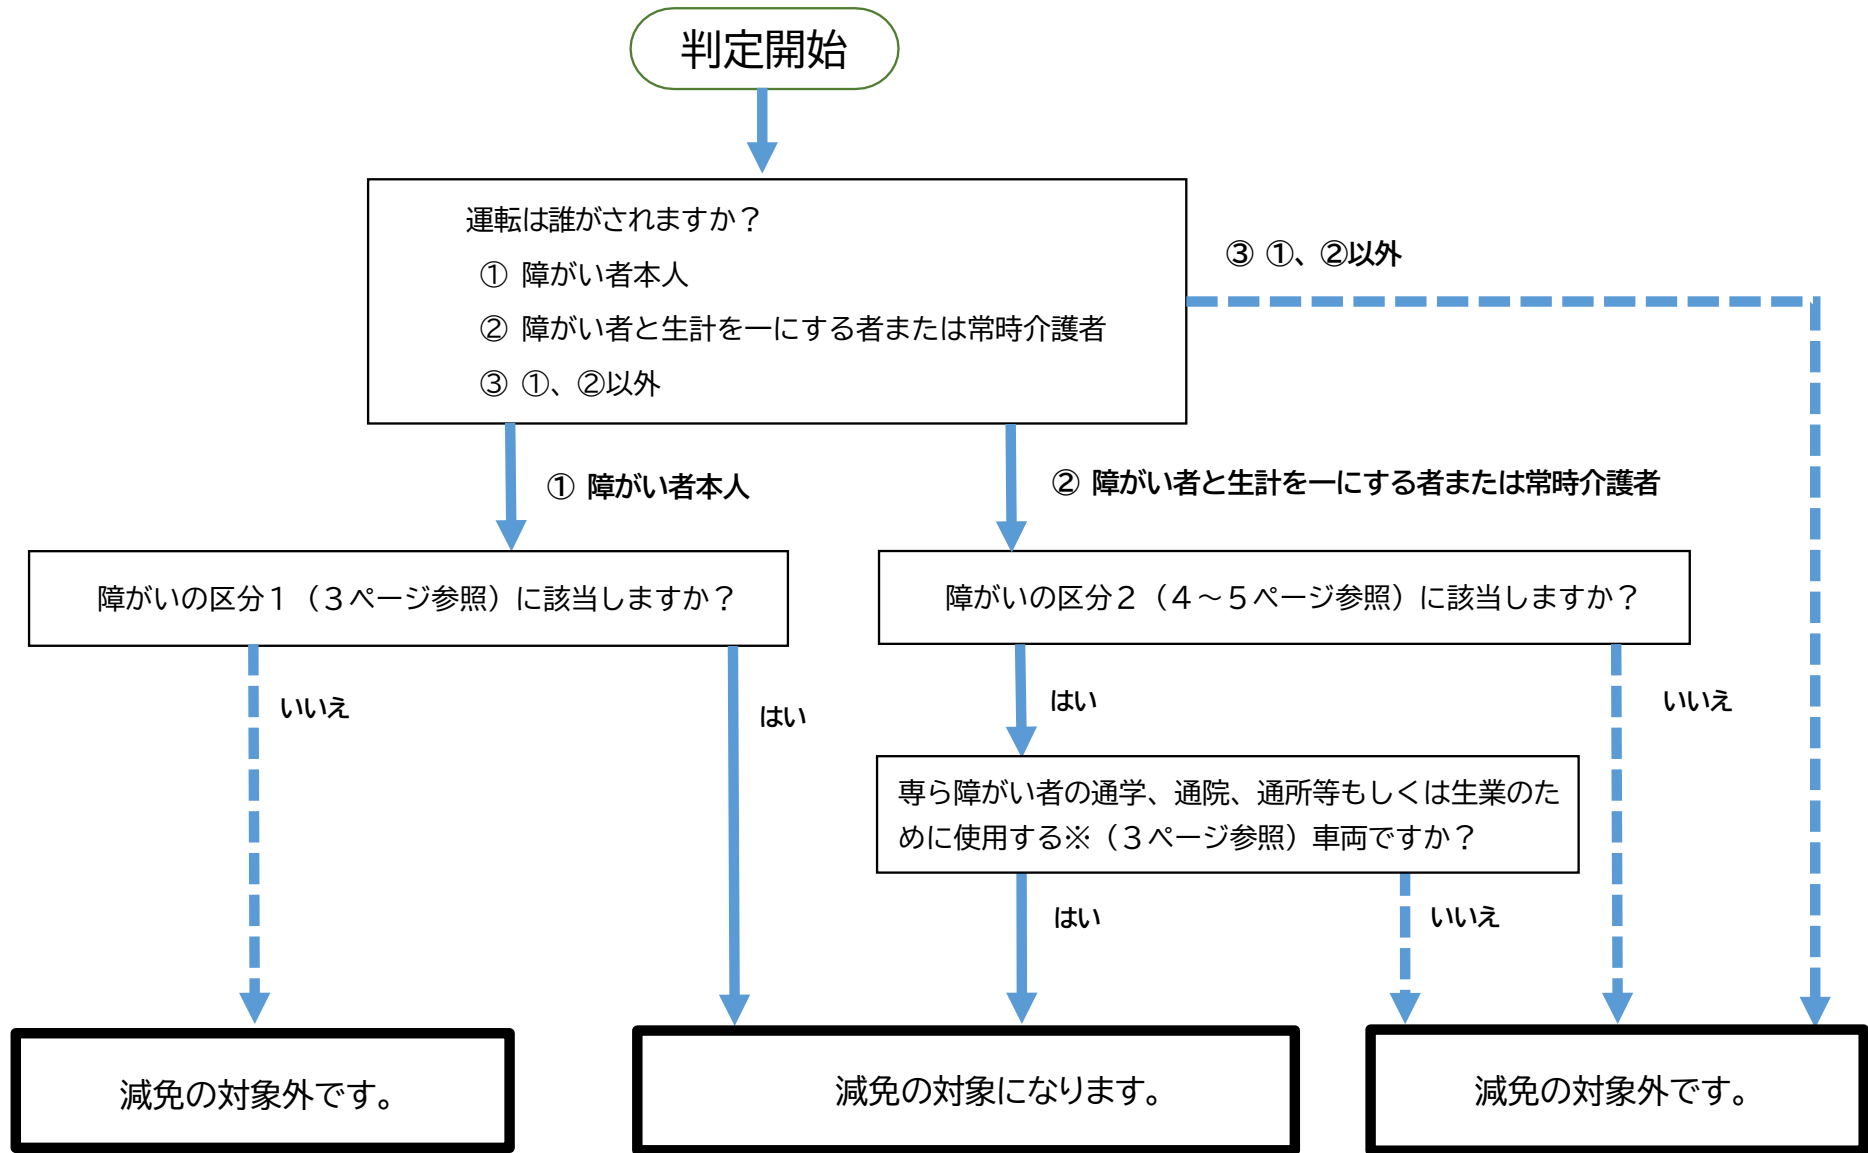 判定開始
運転は誰がされますか？
① 障がい者本人
② 障がい者と生計を一にする者または常時介護者
③ ①、②以外
③ ①、②以外
① 障がい者本人
② 障がい者と生計を一にする者または常時介護者
障がいの区分１（３ページ参照）に該当しますか？
障がいの区分２（４～５ページ参照）に該当しますか？
いいえ
はい
はい
いいえ
専ら障がい者の通学、通院、通所等もしくは生業のた
めに使用する※（３ページ参照）車両ですか？
はい
いいえ
減免の対象外です。
減免の対象になります。
減免の対象外です。